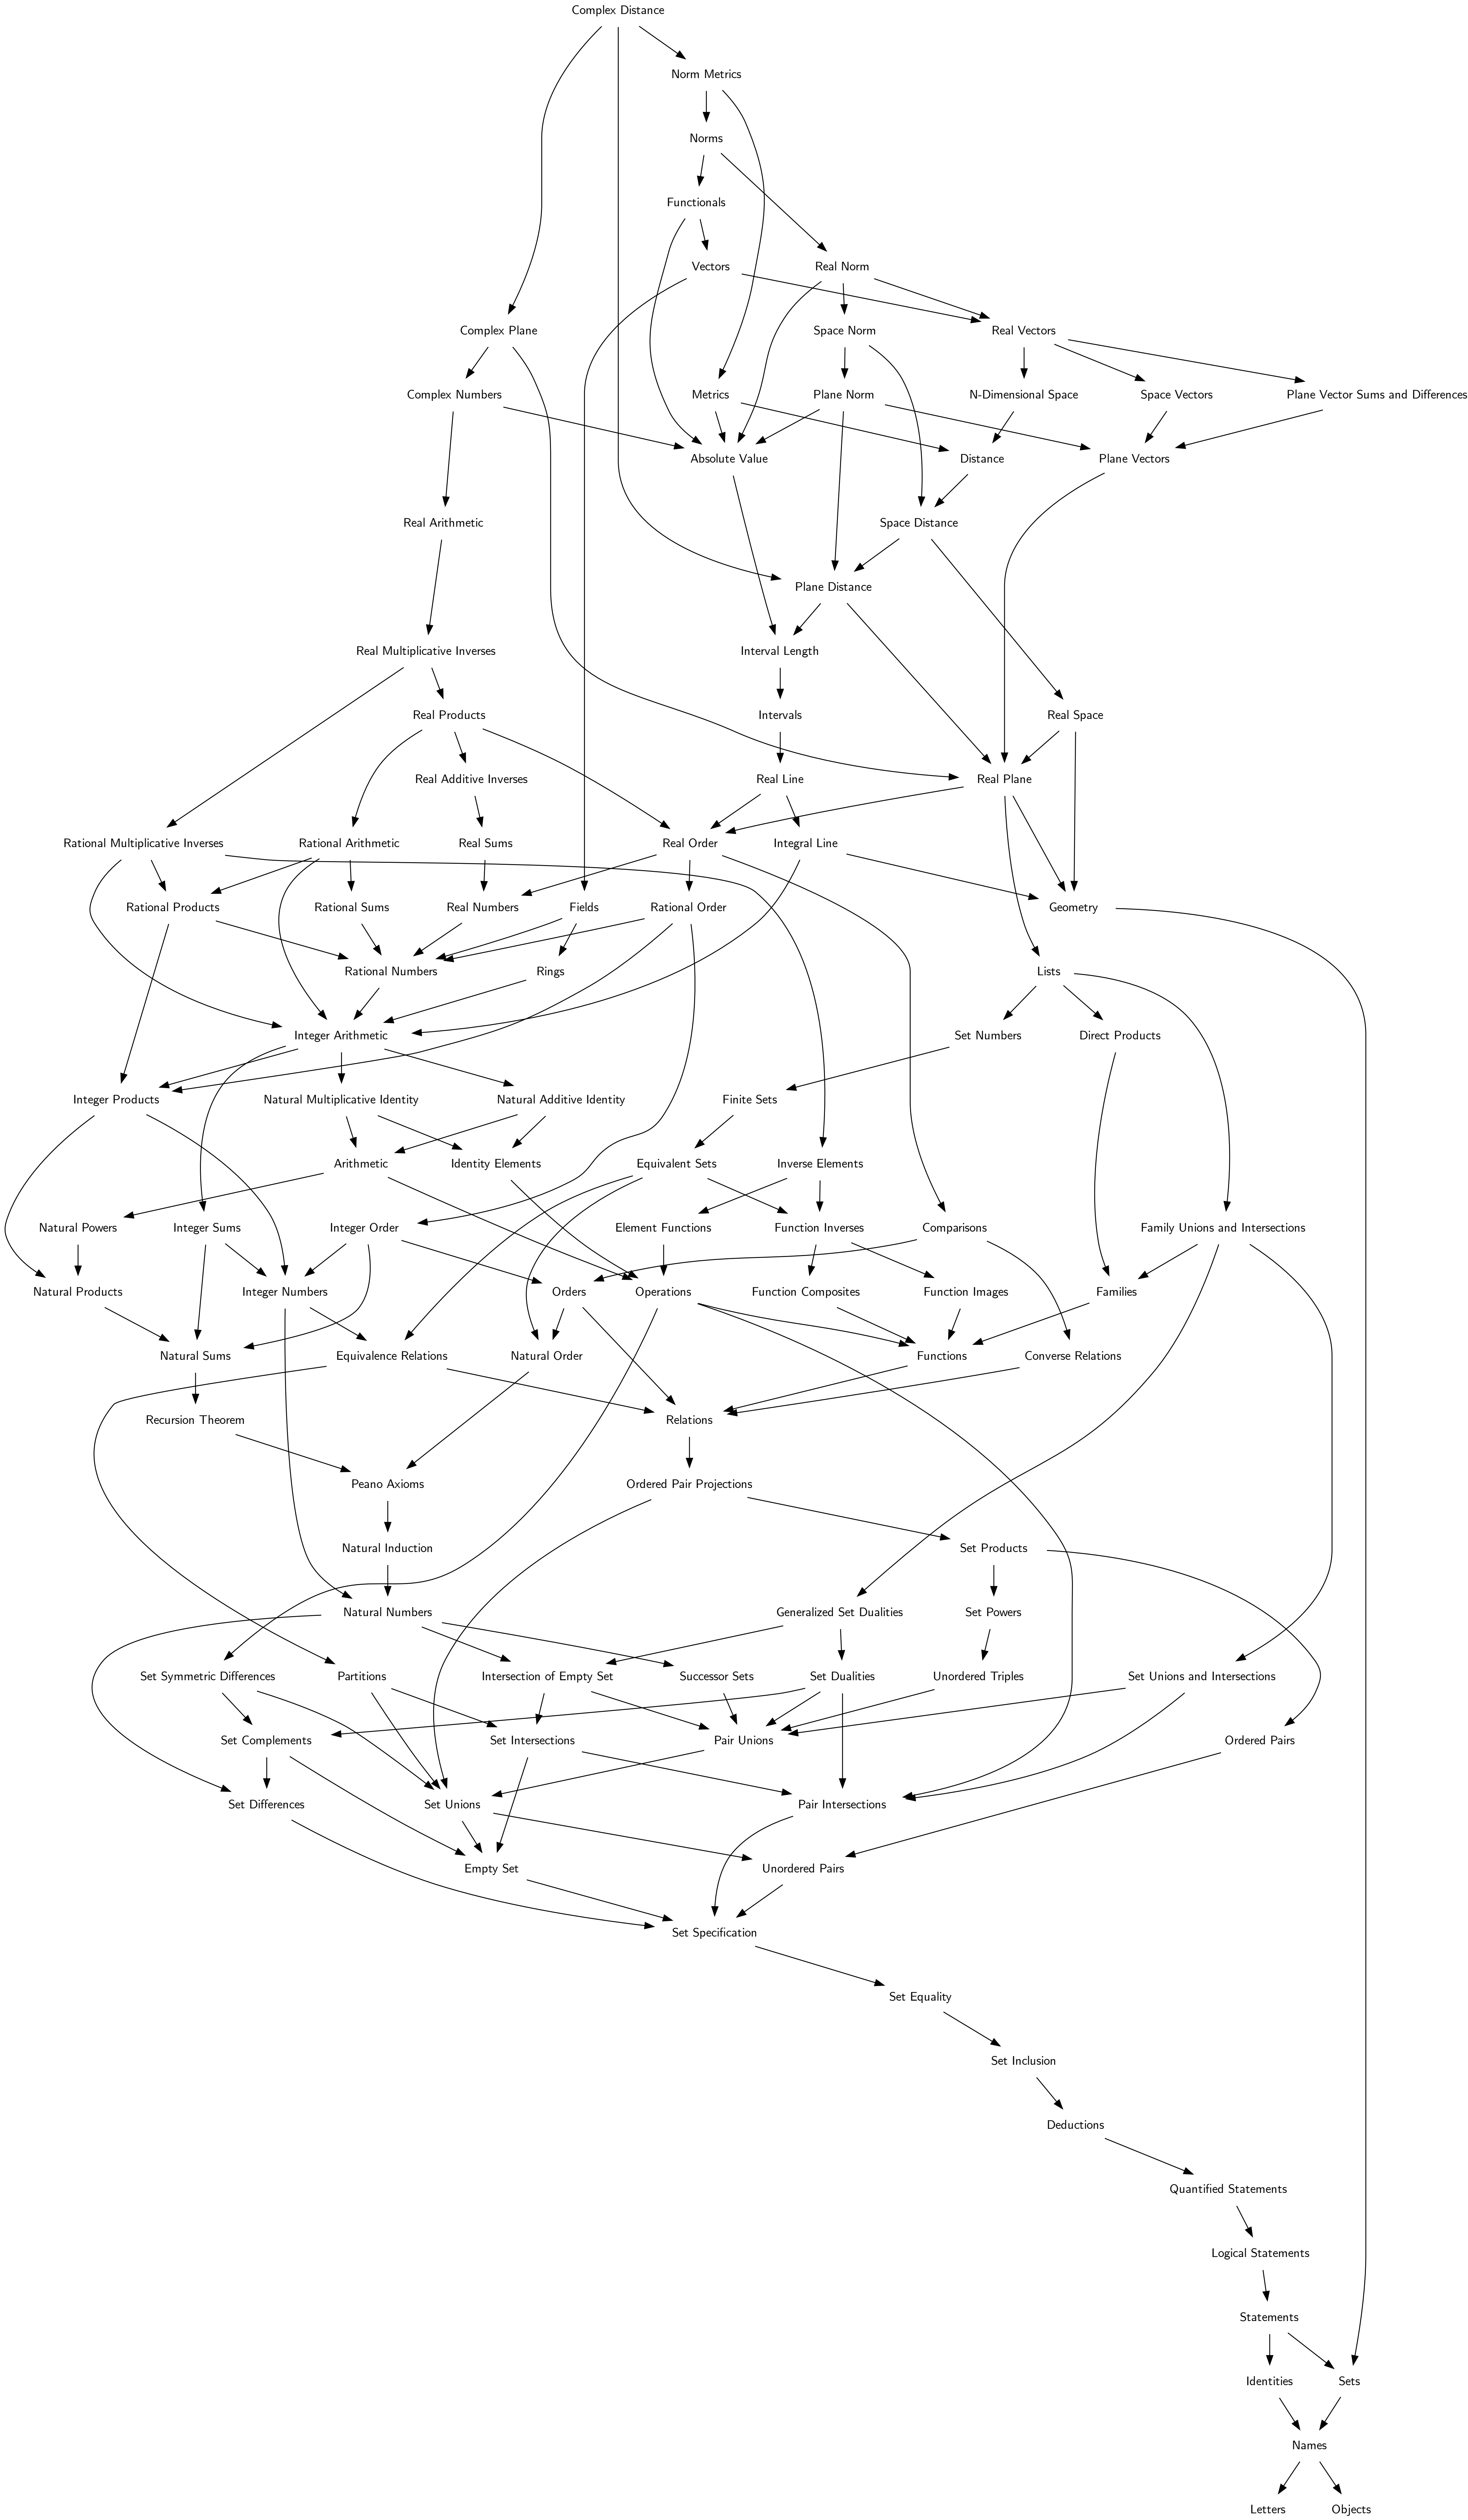 Complex Distance
Norm Metrics
Norms
Functionals
Vectors
Real Norm
Complex Plane
Space Norm
Real Vectors
Complex Numbers
Metrics
Plane Norm
N-Dimensional Space
Space Vectors
Plane Vector Sums and Differences
Absolute Value
Distance
Plane Vectors
Real Arithmetic
Space Distance
Plane Distance
Real Multiplicative Inverses
Interval Length
Real Products
Intervals
Real Space
Real Additive Inverses
Real Line
Real Plane
Rational Multiplicative Inverses
Rational Arithmetic
Real Sums
Real Order
Integral Line
Rational Products
Rational Sums
Real Numbers
Fields
Rational Order
Geometry
Rational Numbers
Rings
Lists
Integer Arithmetic
Set Numbers
Direct Products
Integer Products
Natural Multiplicative Identity
Natural Additive Identity
Finite Sets
Arithmetic
Identity Elements
Equivalent Sets
Inverse Elements
Natural Powers
Integer Sums
Integer Order
Element Functions
Function Inverses
Comparisons
Family Unions and Intersections
Natural Products
Integer Numbers
Orders
Operations
Function Composites
Function Images
Families
Natural Sums
Equivalence Relations
Natural Order
Functions
Converse Relations
Recursion Theorem
Relations
Peano Axioms
Ordered Pair Projections
Natural Induction
Set Products
Natural Numbers
Generalized Set Dualities
Set Powers
Set Symmetric Differences
Partitions
Intersection of Empty Set
Successor Sets
Set Dualities
Unordered Triples
Set Unions and Intersections
Set Complements
Set Intersections
Pair Unions
Ordered Pairs
Set Differences
Set Unions
Pair Intersections
Empty Set
Unordered Pairs
Set Specification
Set Equality
Set Inclusion
Deductions
Quantified Statements
Logical Statements
Statements
Identities
Sets
Names
Letters
Objects